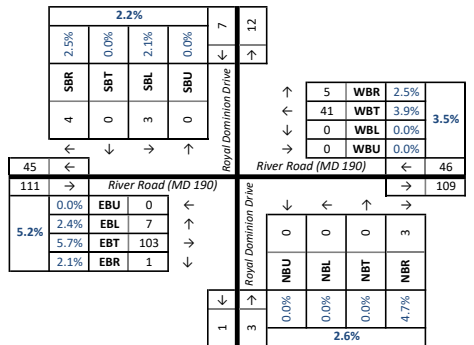 2.2%
7 12
2.5% 0.0% 2.1% 0.0%
↓ ↑
SBR SBT SBL SBU
Royal Dominion Drive
4 0 3 0
← ↓ → ↑
↑ 5 WBR 2.5%
← 41 WBT 3.9%
↓ 0 WBL 0.0%
→ 0 WBU 0.0%
3.5%
45 ← River Road (MD 190) ← 46
111 → River Road (MD 190) → 109
0.0% EBU 0 ←
2.4% EBL 7 ↑
5.7% EBT 103 →
2.1% EBR 1 ↓
5.2%
Royal Dominion Drive
↓ ← ↑ →
0 0 0 3
NBU NBL NBT NBR
↓ ↑
0.0% 0.0% 0.0% 4.7%
1 3
2.6%